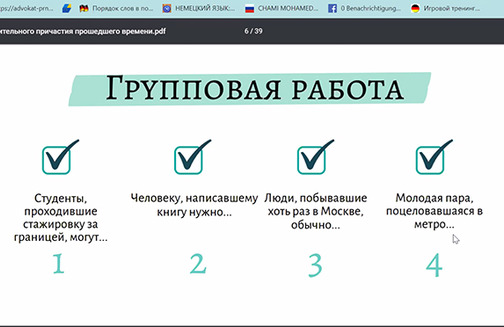 https://advokat-prn...
Порядок слов в по...
НЕМЕЦКИЙ ЯЗЫК:...
CHAMI MOHAMED...
0 Benachrichtigung...
Игровой тренинг...
ительного причастия прошедшего времени.pdf
6 / 39
Групповая работа
Студенты,
проходившие
стажировку за
границей, могут...
1
Человеку, написавшему
книгу нужно...
2
Люди, побывавшие
хоть раз в Москве,
обычно...
3
Молодая пара,
поцеловавшаяся в
метро...
4